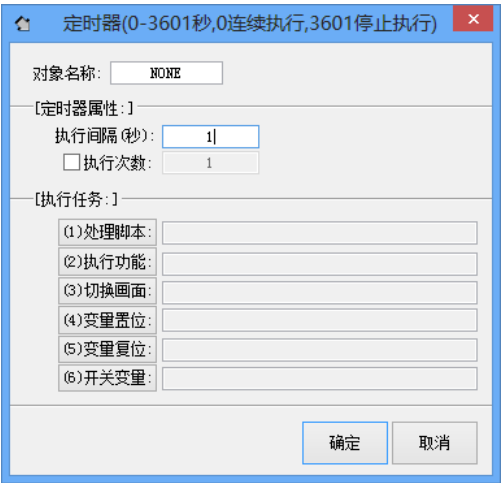 定时器(0-3601秒,0连续执行,3601停止执行)
对象名称: NONE
[定时器属性:]
执行间隔(秒): 1
执行次数: 1
[执行任务:]
(1)处理脚本:
(2)执行功能:
(3)切换画面:
(4)变量置位:
(5)变量复位:
(6)开关变量:
确定 取消